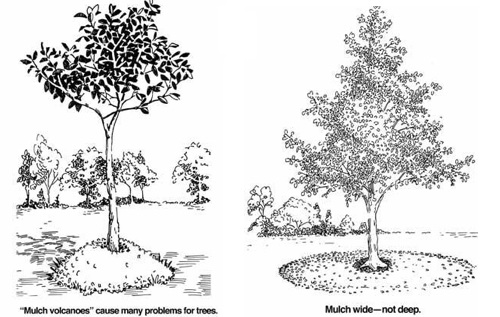 "Mulch volcanoes" cause many problems for trees.
Mulch wide—not deep.